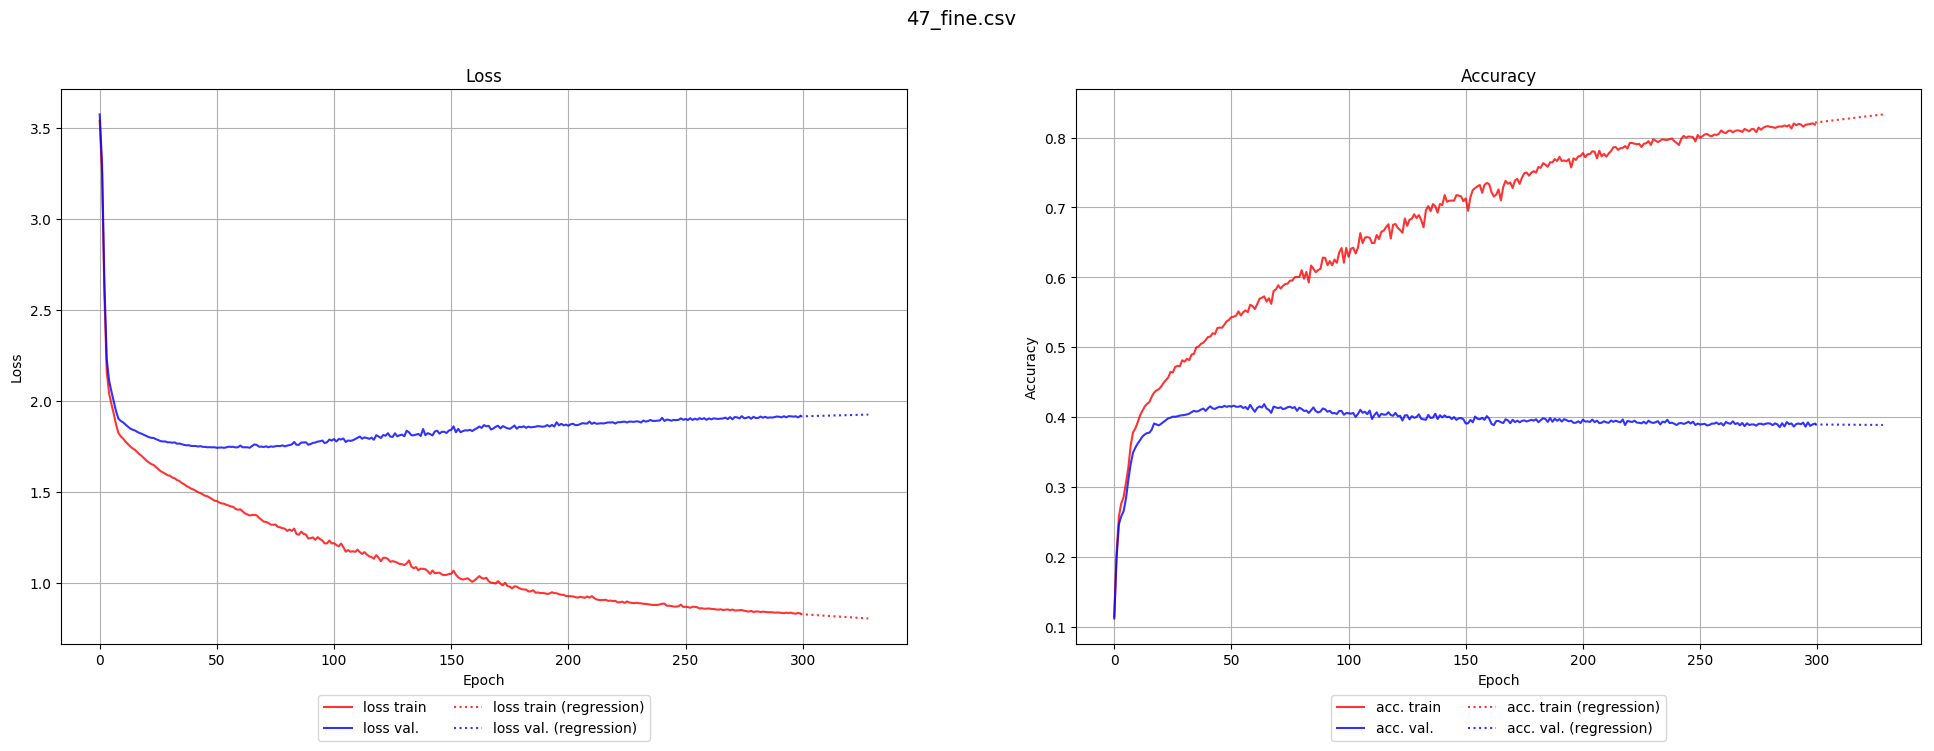 47_fine.csv
Loss
3.5
3.0
2.5
2.0
1.5
1.0
Loss
0 50 100 150 200 250 300
Epoch
loss train loss train (regression)
loss val. loss val. (regression)
Accuracy
0.8
0.7
0.6
0.5
0.4
0.3
0.2
0.1
Accuracy
0 50 100 150 200 250 300
Epoch
acc. train acc. train (regression)
acc. val. acc. val. (regression)